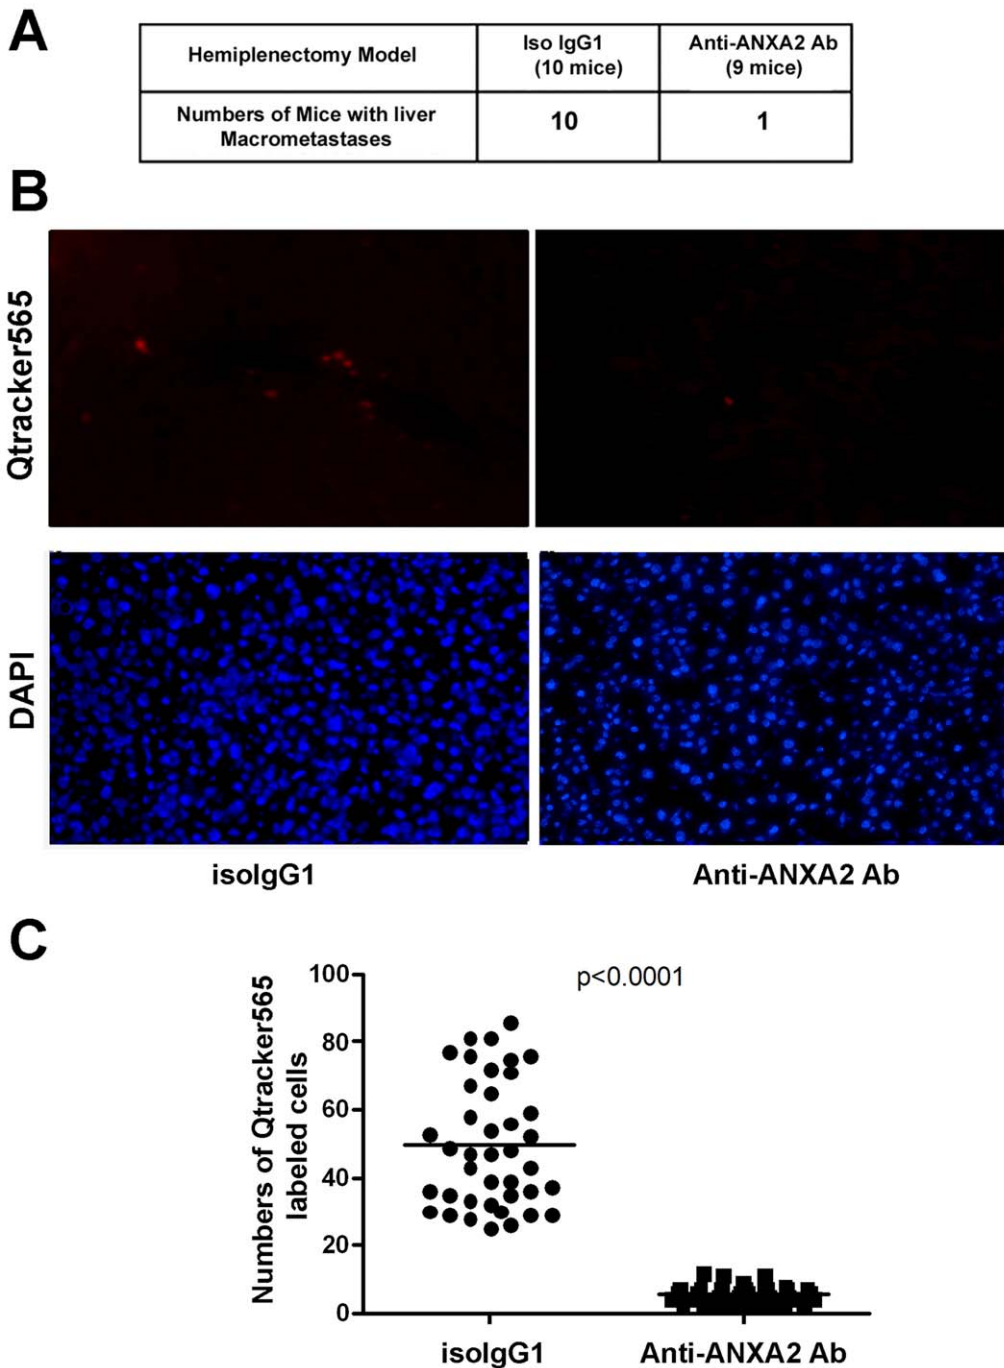 A
Hemiplenectomy Model
Iso IgG1
(10 mice)
Anti-ANXA2 Ab
(9 mice)
Numbers of Mice with liver
Macrometastases
10
1
B
Qtracker565
DAPI
isoIgG1
Anti-ANXA2 Ab
C
Numbers of Qtracker565
labeled cells
100
80
60
40
20
0
p<0.0001
isoIgG1
Anti-ANXA2 Ab